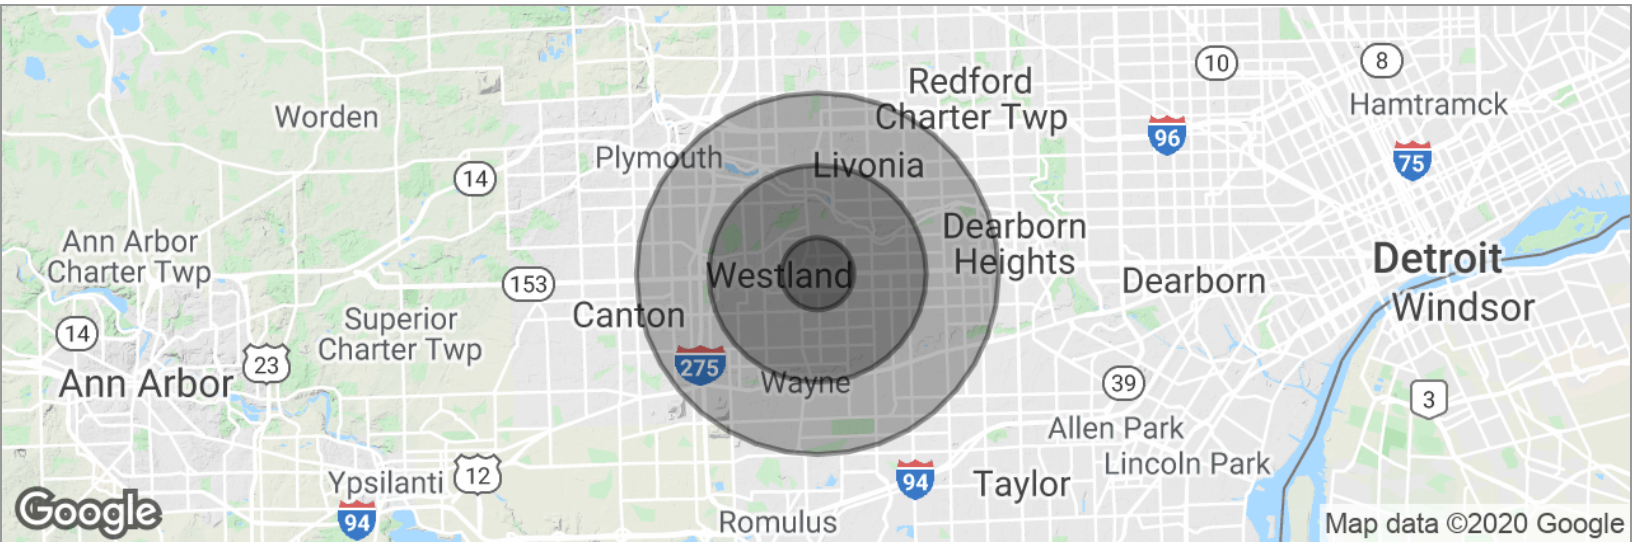 10
8
Redford
Charter Twp
Hamtramck
Worden
96
75
Plymouth
Livonia
14
Ann Arbor
Charter Twp
Dearborn
Heights
Detroit
Westland
153
Dearborn
Windsor
Canton
14
Superior
Charter Twp
23
275
Ann Arbor
Wayne
39
3
Allen Park
Lincoln Park
Ypsilanti
12
94
Taylor
Google
94
Romulus
Map data ©2020 Google